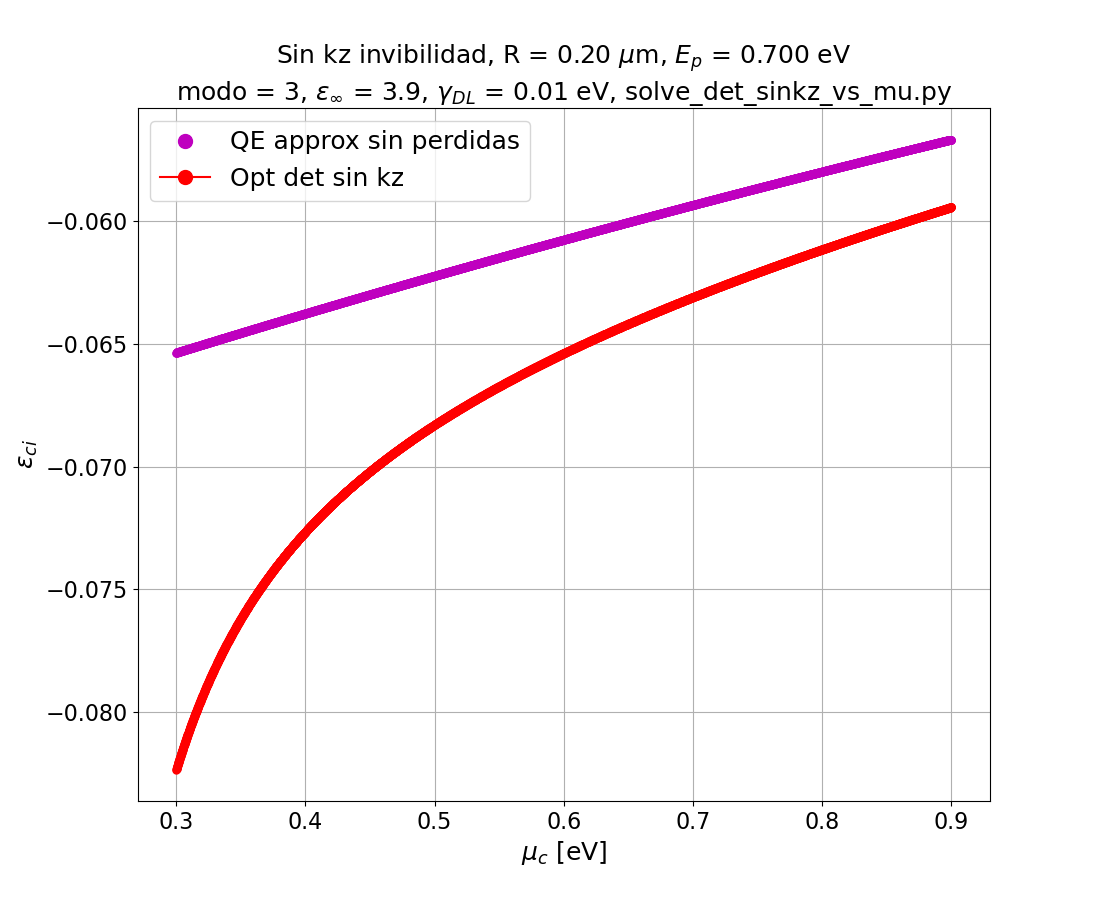 Sin kz invibilidad, R = 0.20 μm, E_p = 0.700 eV
modo = 3, ε_∞ = 3.9, γ_DL = 0.01 eV, solve_det_sinkz_vs_mu.py
QE approx sin perdidas
Opt det sin kz
−0.060
−0.065
−0.070
−0.075
−0.080
ε_ci
0.3 0.4 0.5 0.6 0.7 0.8 0.9
μ_c [eV]